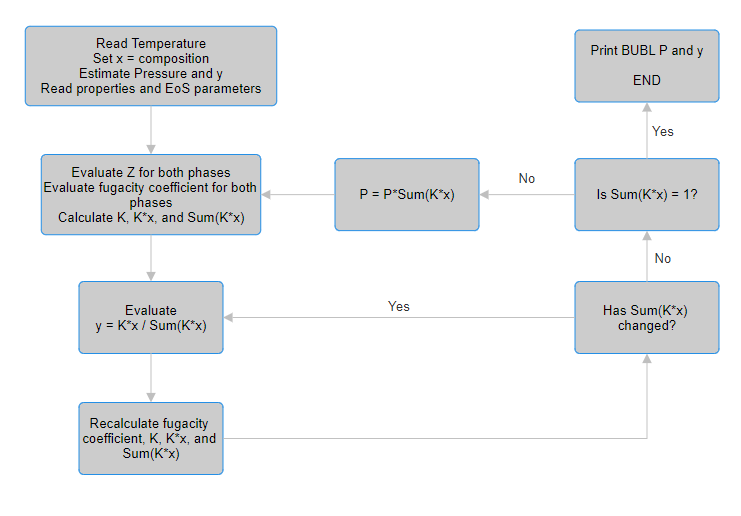 Read Temperature
Set x = composition
Estimate Pressure and y
Read properties and EoS parameters
Print BUBL P and y
END
Yes
Evaluate Z for both phases
Evaluate fugacity coefficient for both
phases
Calculate K, K*x, and Sum(K*x)
P = P*Sum(K*x)
No
Is Sum(K*x) = 1?
No
Evaluate
y = K*x / Sum(K*x)
Yes
Has Sum(K*x)
changed?
Recalculate fugacity
coefficient, K, K*x, and
Sum(K*x)